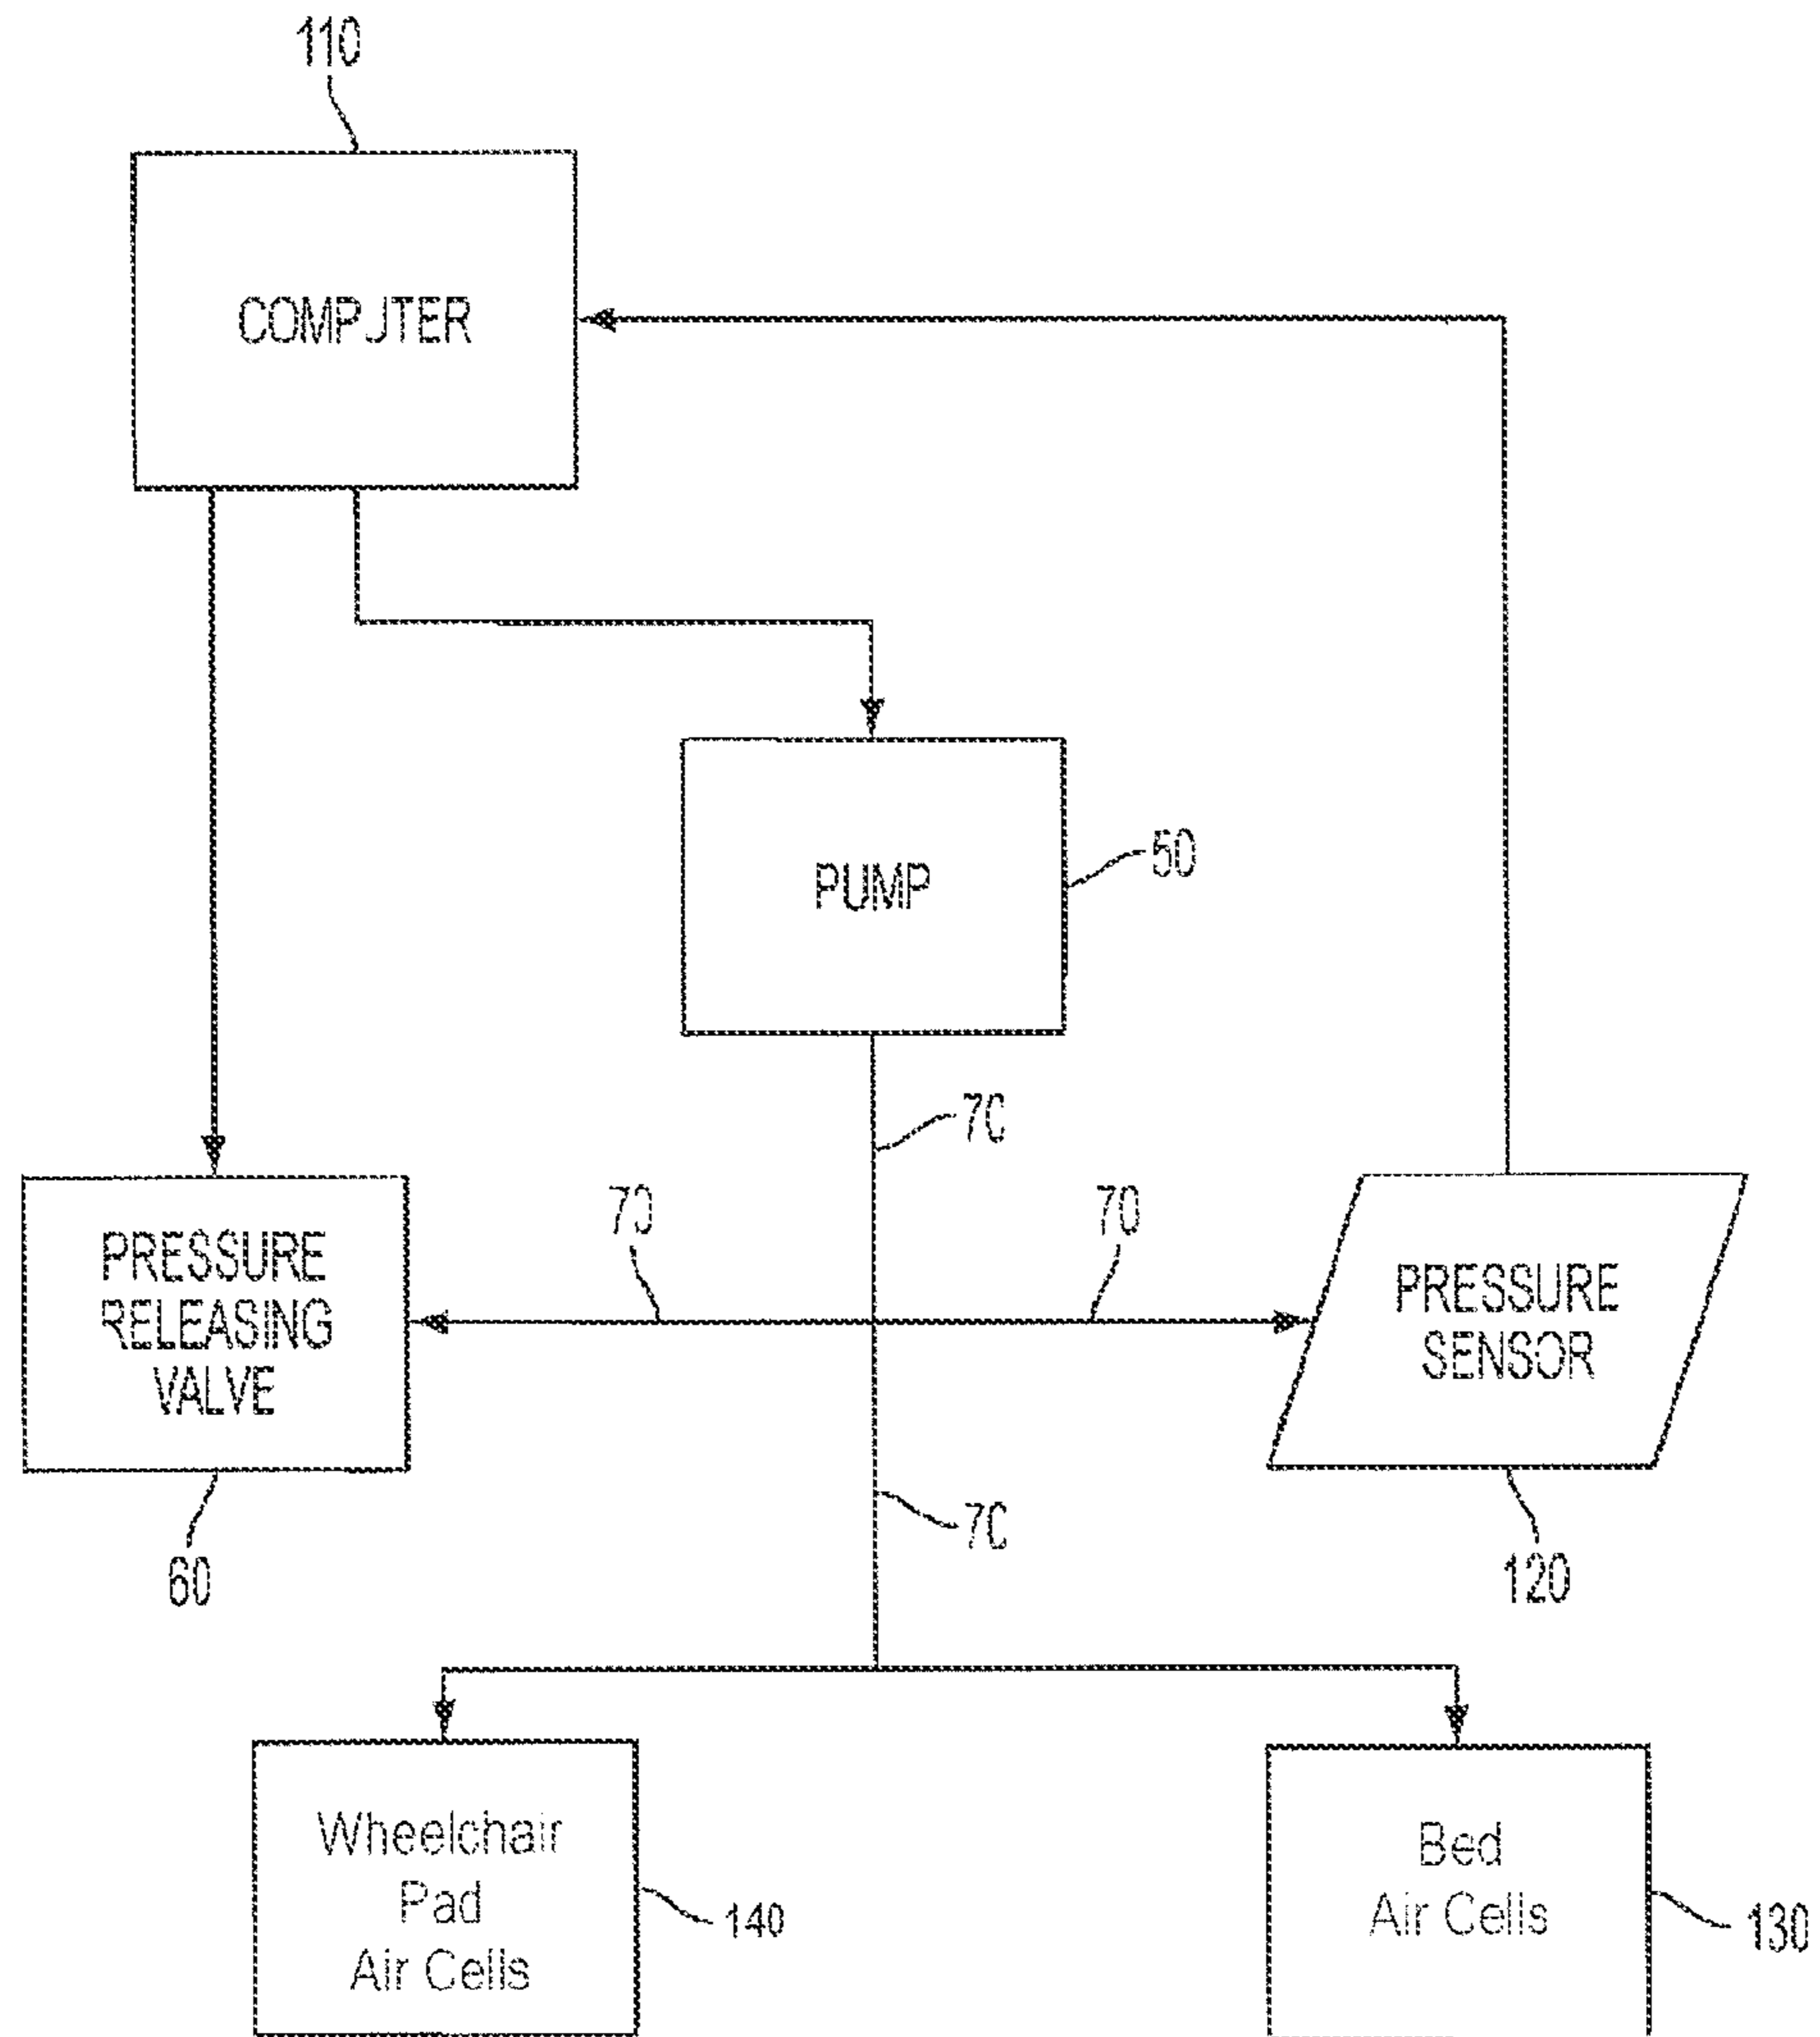 110
COMPUTER
PUMP
50
70
70
70
PRESSURE
RELEASING
VALVE
PRESSURE
SENSOR
70
60
120
Wheelchair
Pad
Air Cells
140
Bed
Air Cells
130